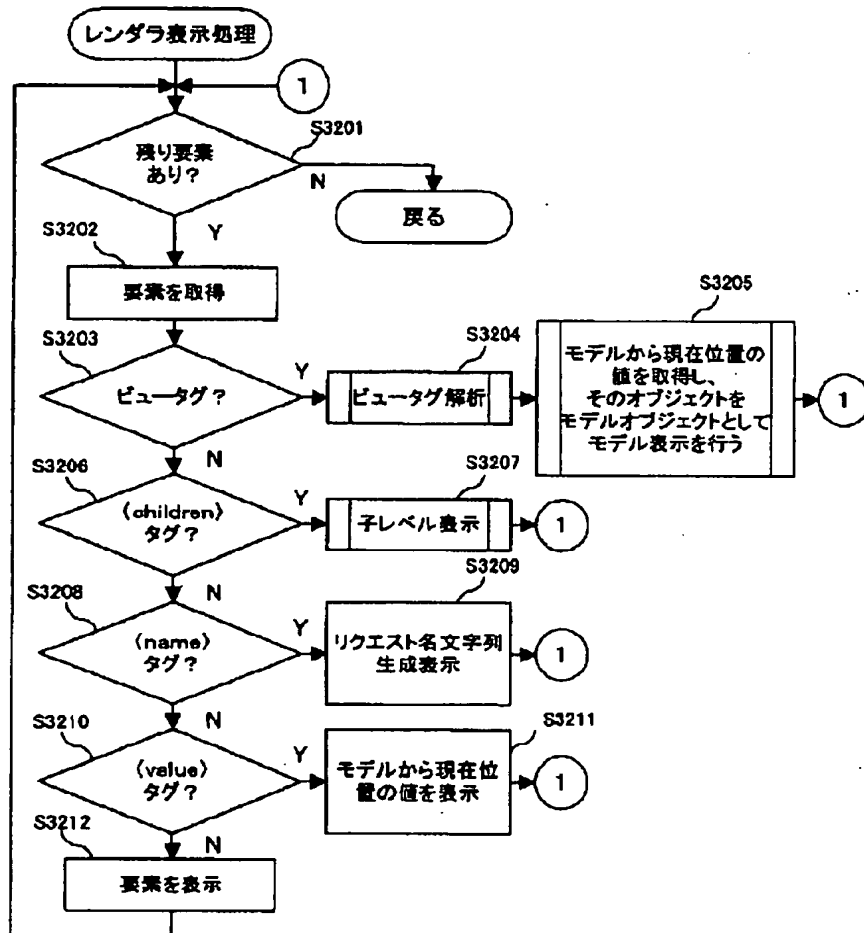 レンダラ表示処理
1
S3201
残り要素
あり?
N
戻る
Y
S3202
要素を取得
S3203
ビュータグ?
Y
S3204
ビュータグ解析
S3205
モデルから現在位置の
値を取得し、
そのオブジェクトを
モデルオブジェクトとして
モデル表示を行う
1
N
S3206
〈children〉
タグ?
Y
S3207
子レベル表示
1
N
S3208
〈name〉
タグ?
Y
S3209
リクエスト名文字列
生成表示
1
N
S3210
〈value〉
タグ?
Y
S3211
モデルから現在位
置の値を表示
1
N
S3212
要素を表示